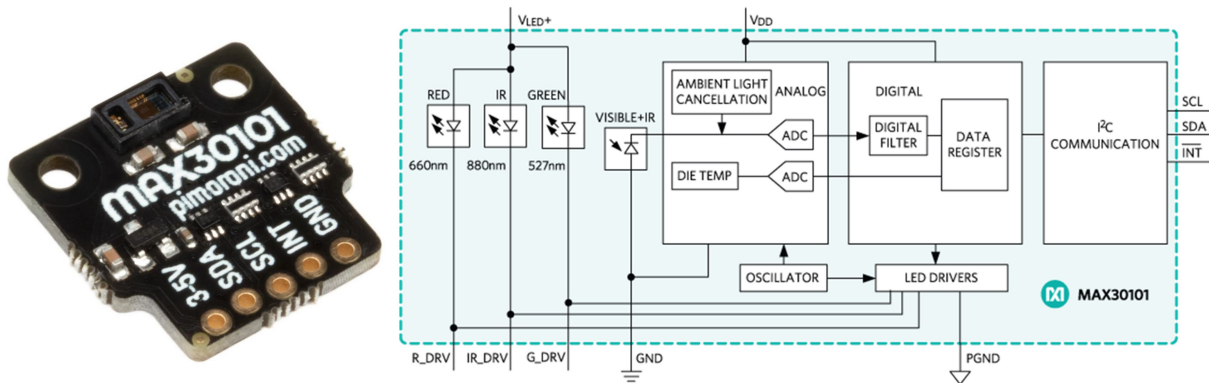 MAX30101
pimoroni.com
3-5V
SDA
SCL
INT
GND
VLED+
VDD
RED
IR
GREEN
660nm
880nm
527nm
VISIBLE+IR
AMBIENT LIGHT
CANCELLATION
ANALOG
ADC
DIE TEMP
ADC
DIGITAL
DIGITAL
FILTER
DATA
REGISTER
I²C
COMMUNICATION
SCL
SDA
INT
OSCILLATOR
LED DRIVERS
MAX30101
R_DRV
IR_DRV
G_DRV
GND
PGND